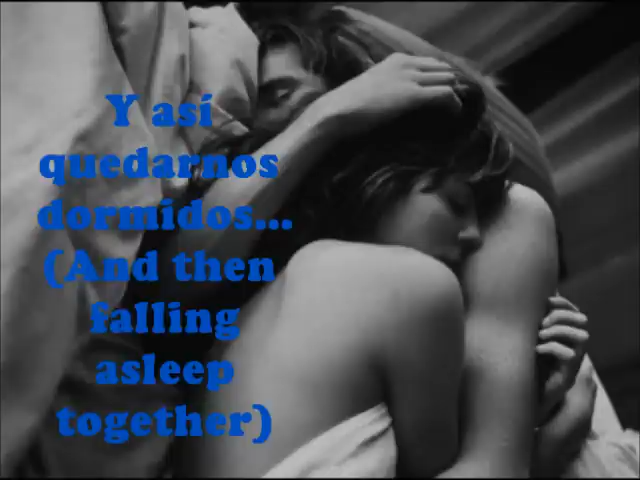 Y así
quedarnos
dormidos...
(And then
falling
asleep
together)